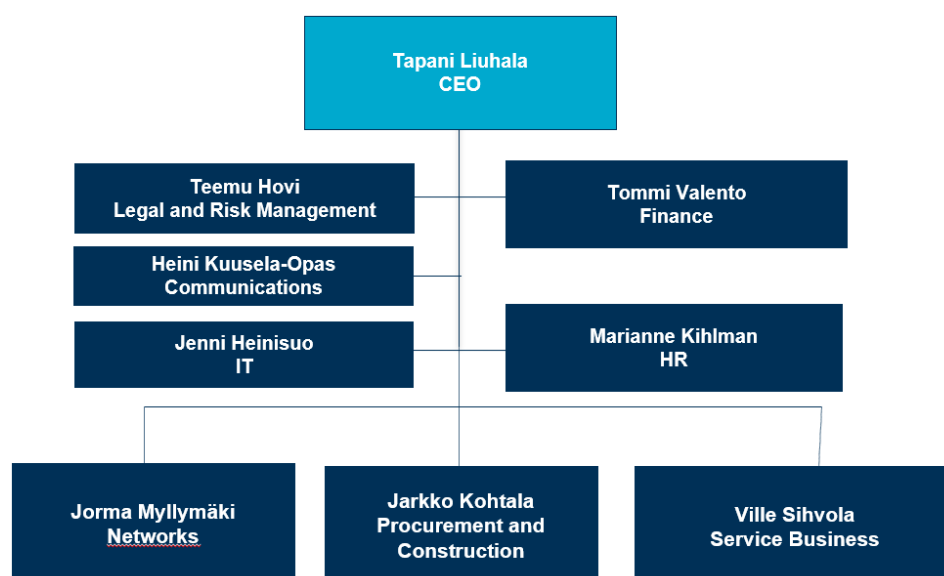 Tapani Liuhala
CEO
Teemu Hovi
Legal and Risk Management
Tommi Valento
Finance
Heini Kuusela-Opas
Communications
Jenni Heinisuo
IT
Marianne Kihlman
HR
Jorma Myllymäki
Networks
Jarkko Kohtala
Procurement and
Construction
Ville Sihvola
Service Business